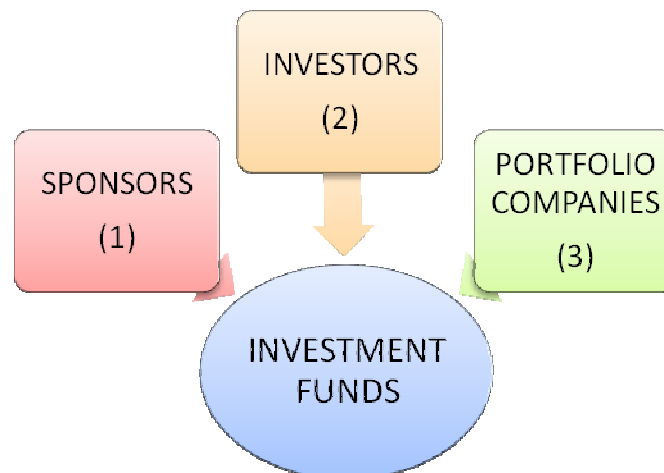 SPONSORS
(1)
INVESTORS
(2)
PORTFOLIO
COMPANIES
(3)
INVESTMENT
FUNDS